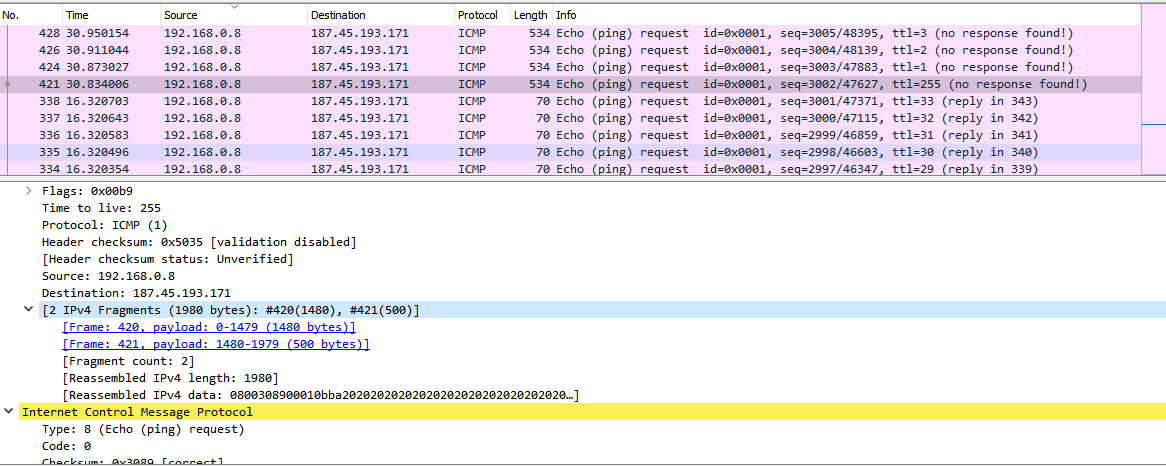 No. Time Source Destination Protocol Length Info
428 30.950154 192.168.0.8 187.45.193.171 ICMP 534 Echo (ping) request id=0x0001, seq=3005/48395, ttl=3 (no response found!)
426 30.911044 192.168.0.8 187.45.193.171 ICMP 534 Echo (ping) request id=0x0001, seq=3004/48139, ttl=2 (no response found!)
424 30.873027 192.168.0.8 187.45.193.171 ICMP 534 Echo (ping) request id=0x0001, seq=3003/47883, ttl=1 (no response found!)
421 30.834006 192.168.0.8 187.45.193.171 ICMP 534 Echo (ping) request id=0x0001, seq=3002/47627, ttl=255 (no response found!)
338 16.320703 192.168.0.8 187.45.193.171 ICMP 70 Echo (ping) request id=0x0001, seq=3001/47371, ttl=33 (reply in 343)
337 16.320643 192.168.0.8 187.45.193.171 ICMP 70 Echo (ping) request id=0x0001, seq=3000/47115, ttl=32 (reply in 342)
336 16.320583 192.168.0.8 187.45.193.171 ICMP 70 Echo (ping) request id=0x0001, seq=2999/46859, ttl=31 (reply in 341)
335 16.320496 192.168.0.8 187.45.193.171 ICMP 70 Echo (ping) request id=0x0001, seq=2998/46603, ttl=30 (reply in 340)
334 16.320354 192.168.0.8 187.45.193.171 ICMP 70 Echo (ping) request id=0x0001, seq=2997/46347, ttl=29 (reply in 339)
Flags: 0x00b9
Time to live: 255
Protocol: ICMP (1)
Header checksum: 0x5035 [validation disabled]
[Header checksum status: Unverified]
Source: 192.168.0.8
Destination: 187.45.193.171
[2 IPv4 Fragments (1980 bytes): #420(1480), #421(500)]
[Frame: 420, payload: 0-1479 (1480 bytes)]
[Frame: 421, payload: 1480-1979 (500 bytes)]
[Fragment count: 2]
[Reassembled IPv4 length: 1980]
[Reassembled IPv4 data: 0800308900010bba20202020202020202020202020202020…]
Internet Control Message Protocol
Type: 8 (Echo (ping) request)
Code: 0
Checksum: 0x3089 [correct]